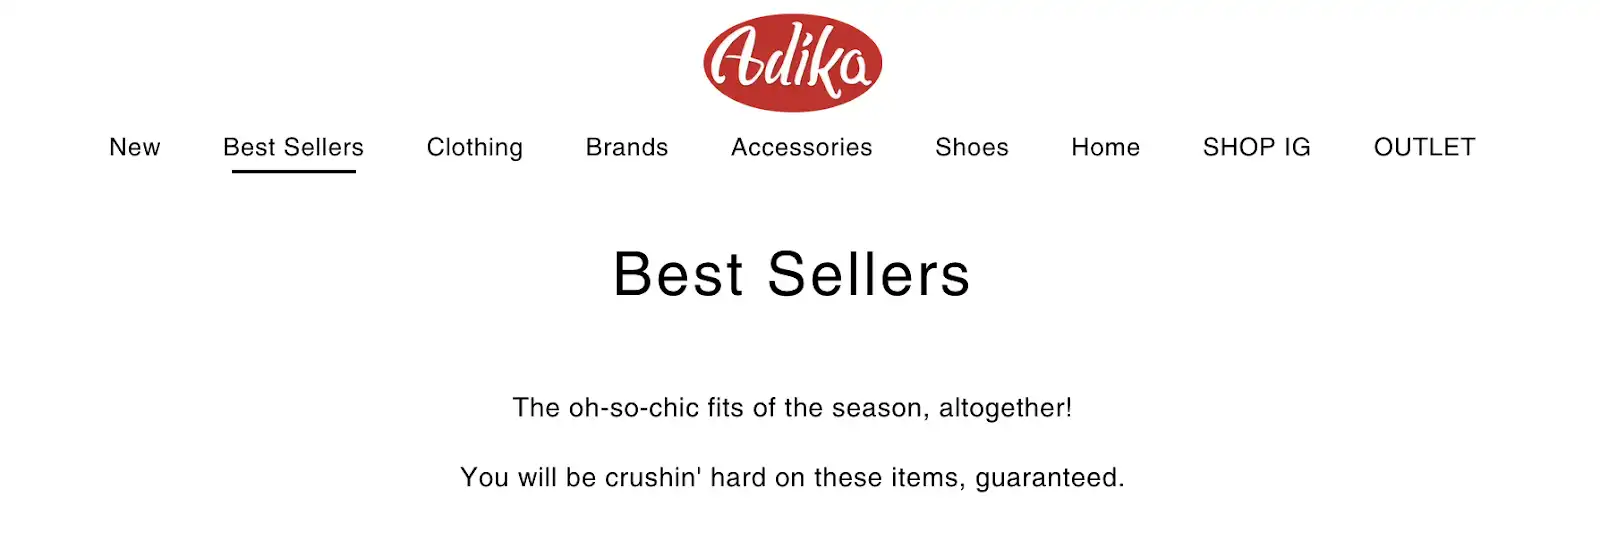 Adika
New Best Sellers Clothing Brands Accessories Shoes Home SHOP IG OUTLET
Best Sellers
The oh-so-chic fits of the season, altogether!
You will be crushin' hard on these items, guaranteed.